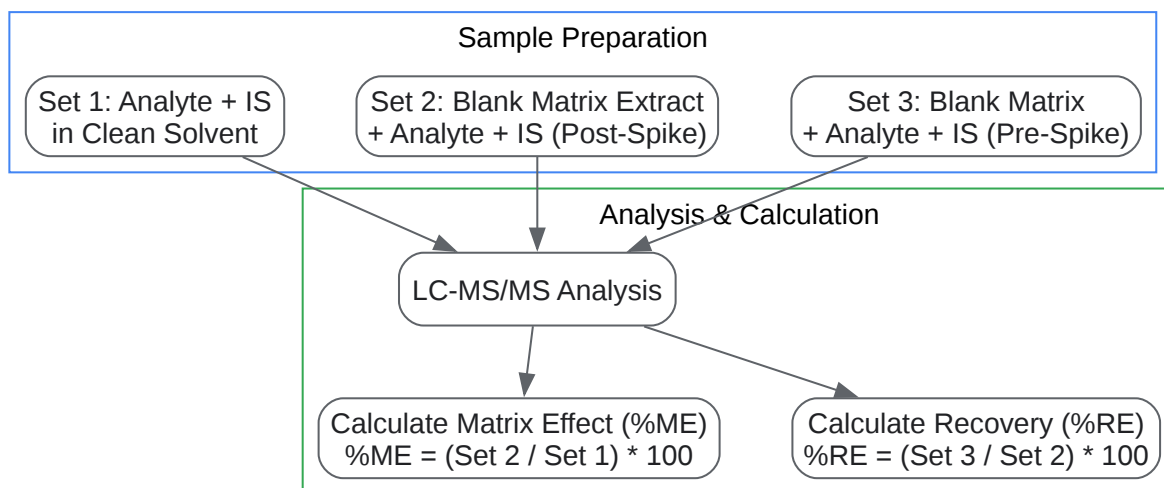 Sample Preparation
Set 1: Analyte + IS
in Clean Solvent
Set 2: Blank Matrix Extract
+ Analyte + IS (Post-Spike)
Set 3: Blank Matrix
+ Analyte + IS (Pre-Spike)
Analysis & Calculation
LC-MS/MS Analysis
Calculate Matrix Effect (%ME)
%ME = (Set 2 / Set 1) * 100
Calculate Recovery (%RE)
%RE = (Set 3 / Set 2) * 100